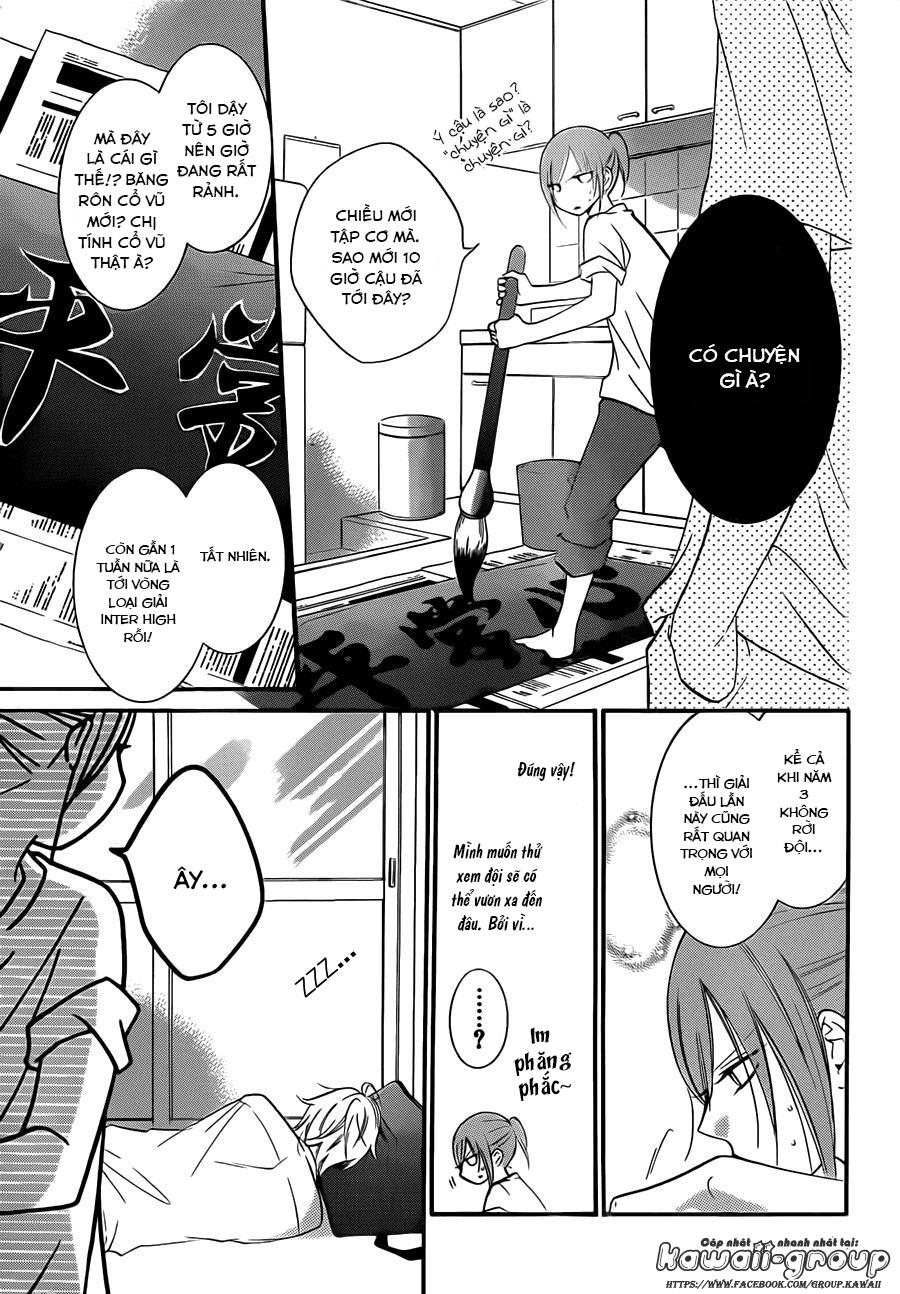 CÓ CHUYỆN
GÌ À?
Ý cậu là sao?
"chuyện gì" là
chuyện gì?
CHIỀU MỚI
TẬP CƠ MÀ.
SAO MỚI 10
GIỜ CẬU ĐÃ
TỚI ĐÂY?
TÔI DẬY
TỪ 5 GIỜ
NÊN GIỜ
ĐANG RẤT
RẢNH.
MÀ ĐÂY
LÀ CÁI GÌ
THẾ!? BĂNG
RÔN CỔ VŨ
MỚI? CHỊ
TÍNH CỔ VŨ
THẬT À?
平常心
平常
TẤT NHIÊN.
CÒN GẦN 1
TUẦN NỮA LÀ
TỚI VÒNG
LOẠI GIẢI
INTER HIGH
RỒI!
KỂ CẢ
KHI NĂM
3 KHÔNG
RỜI
ĐỘI...
...THÌ GIẢI
ĐẤU LẦN
NÀY CŨNG
RẤT QUAN
TRỌNG VỚI
MỌI
NGƯỜI!
Đúng vậy!
Mình muốn thử
xem đội sẽ có
thể vươn xa đến
đâu. Bởi vì...
........?
Im
phăng
phắc~
ÂY...
ZZZ...
Cập nhật nhanh nhất tại:
kawaii-group
HTTPS://WWW.FACEBOOK.COM/GROUP.KAWAII